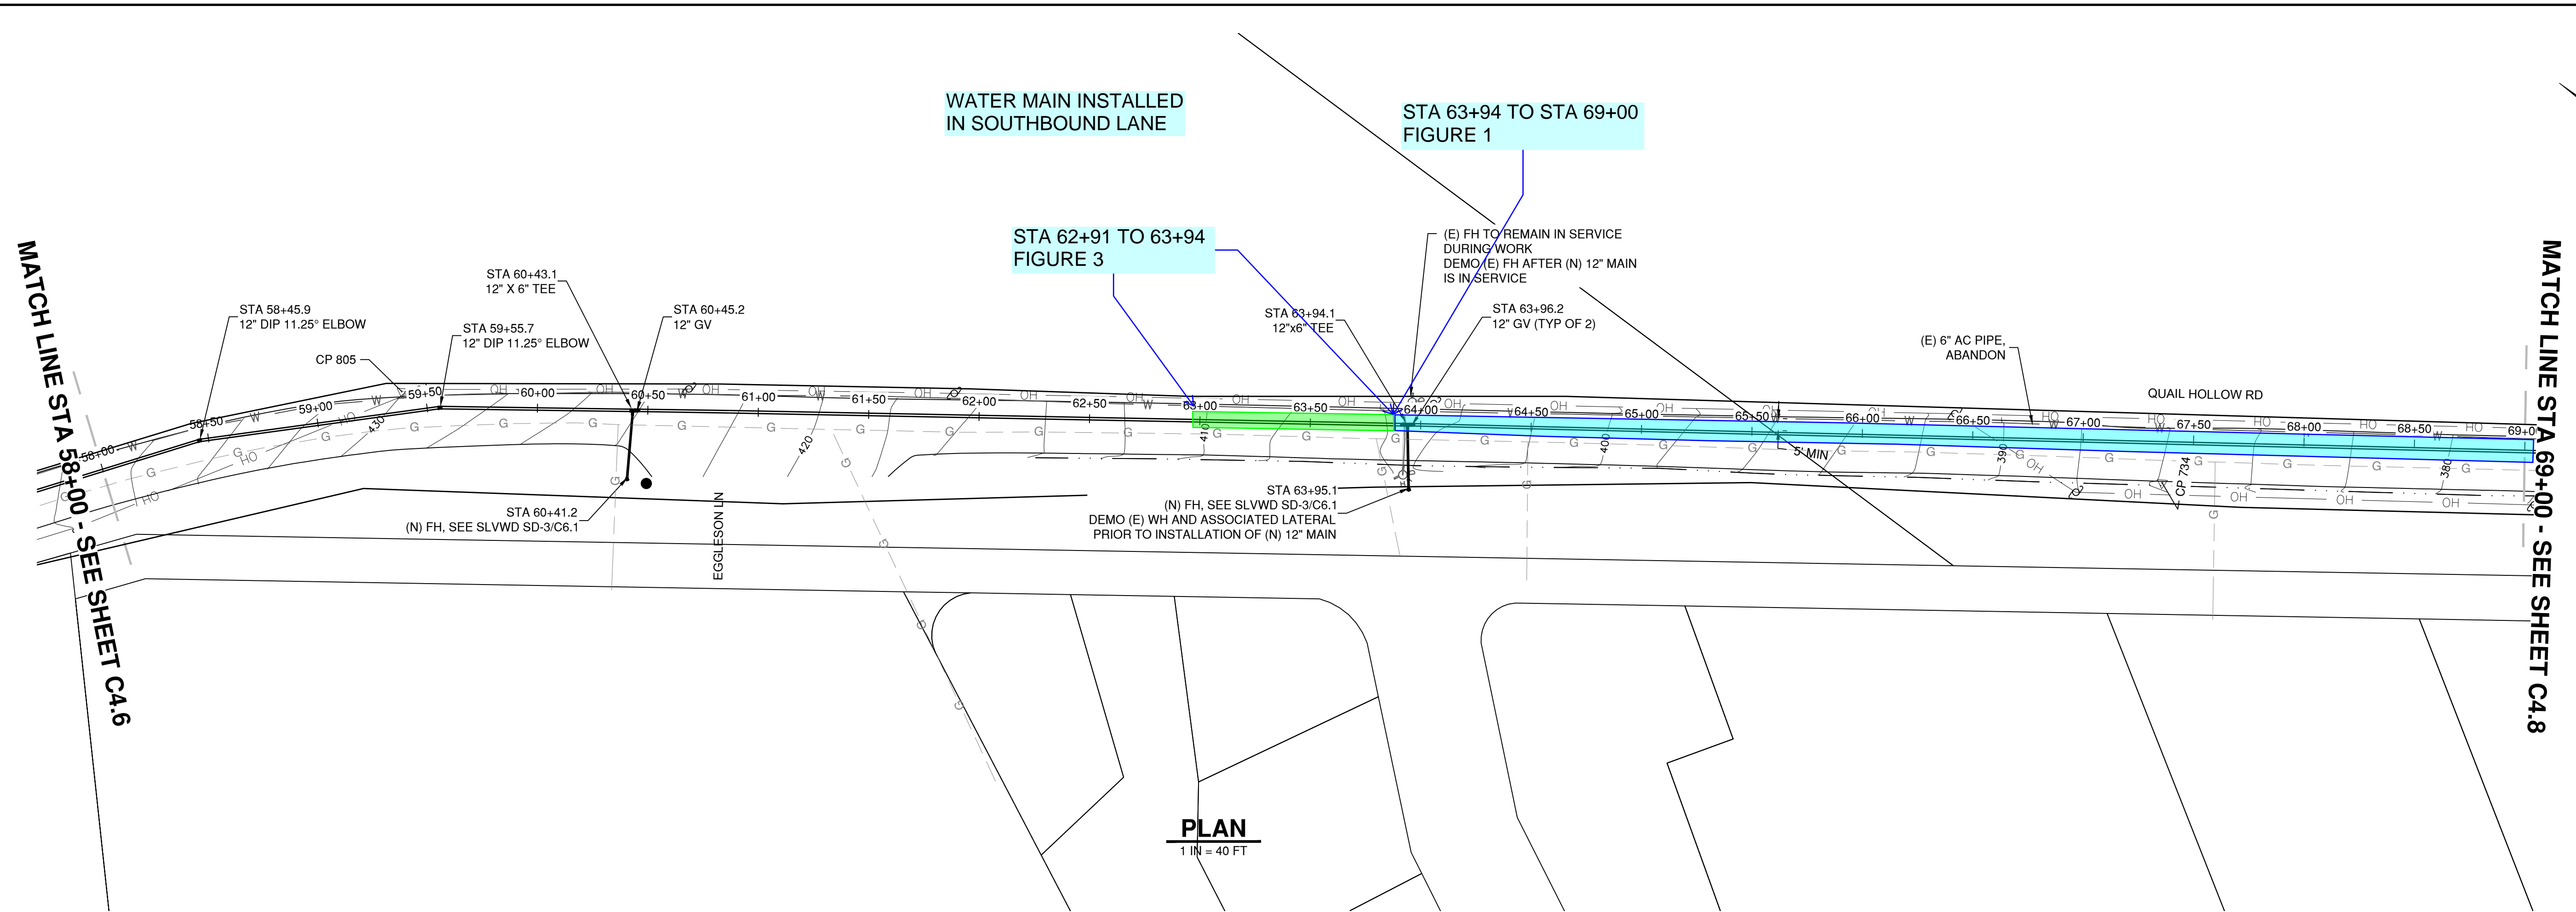 WATER MAIN INSTALLED
IN SOUTHBOUND LANE
STA 63+94 TO STA 69+00
FIGURE 1
STA 62+91 TO 63+94
FIGURE 3
(E) FH TO REMAIN IN SERVICE
DURING WORK
DEMO (E) FH AFTER (N) 12" MAIN
IS IN SERVICE
STA 60+43.1
12" X 6" TEE
STA 58+45.9
12" DIP 11.25° ELBOW
STA 59+55.7
12" DIP 11.25° ELBOW
CP 805
STA 60+45.2
12" GV
STA 63+94.1
12"x6" TEE
STA 63+96.2
12" GV (TYP OF 2)
(E) 6" AC PIPE,
ABANDON
QUAIL HOLLOW RD
MATCH LINE STA 58+00 - SEE SHEET C4.6
MATCH LINE STA 69+00 - SEE SHEET C4.8
58+00
58+50
59+00
59+50
60+00
60+50
61+00
61+50
62+00
62+50
63+00
63+50
64+00
64+50
65+00
65+50
66+00
66+50
67+00
67+50
68+00
68+50
69+0
430
420
410
400
390
380
5' MIN
CP 734
STA 60+41.2
(N) FH, SEE SLVWD SD-3/C6.1
EGGLESON LN
STA 63+95.1
(N) FH, SEE SLVWD SD-3/C6.1
DEMO (E) WH AND ASSOCIATED LATERAL
PRIOR TO INSTALLATION OF (N) 12" MAIN
PLAN
1 IN = 40 FT